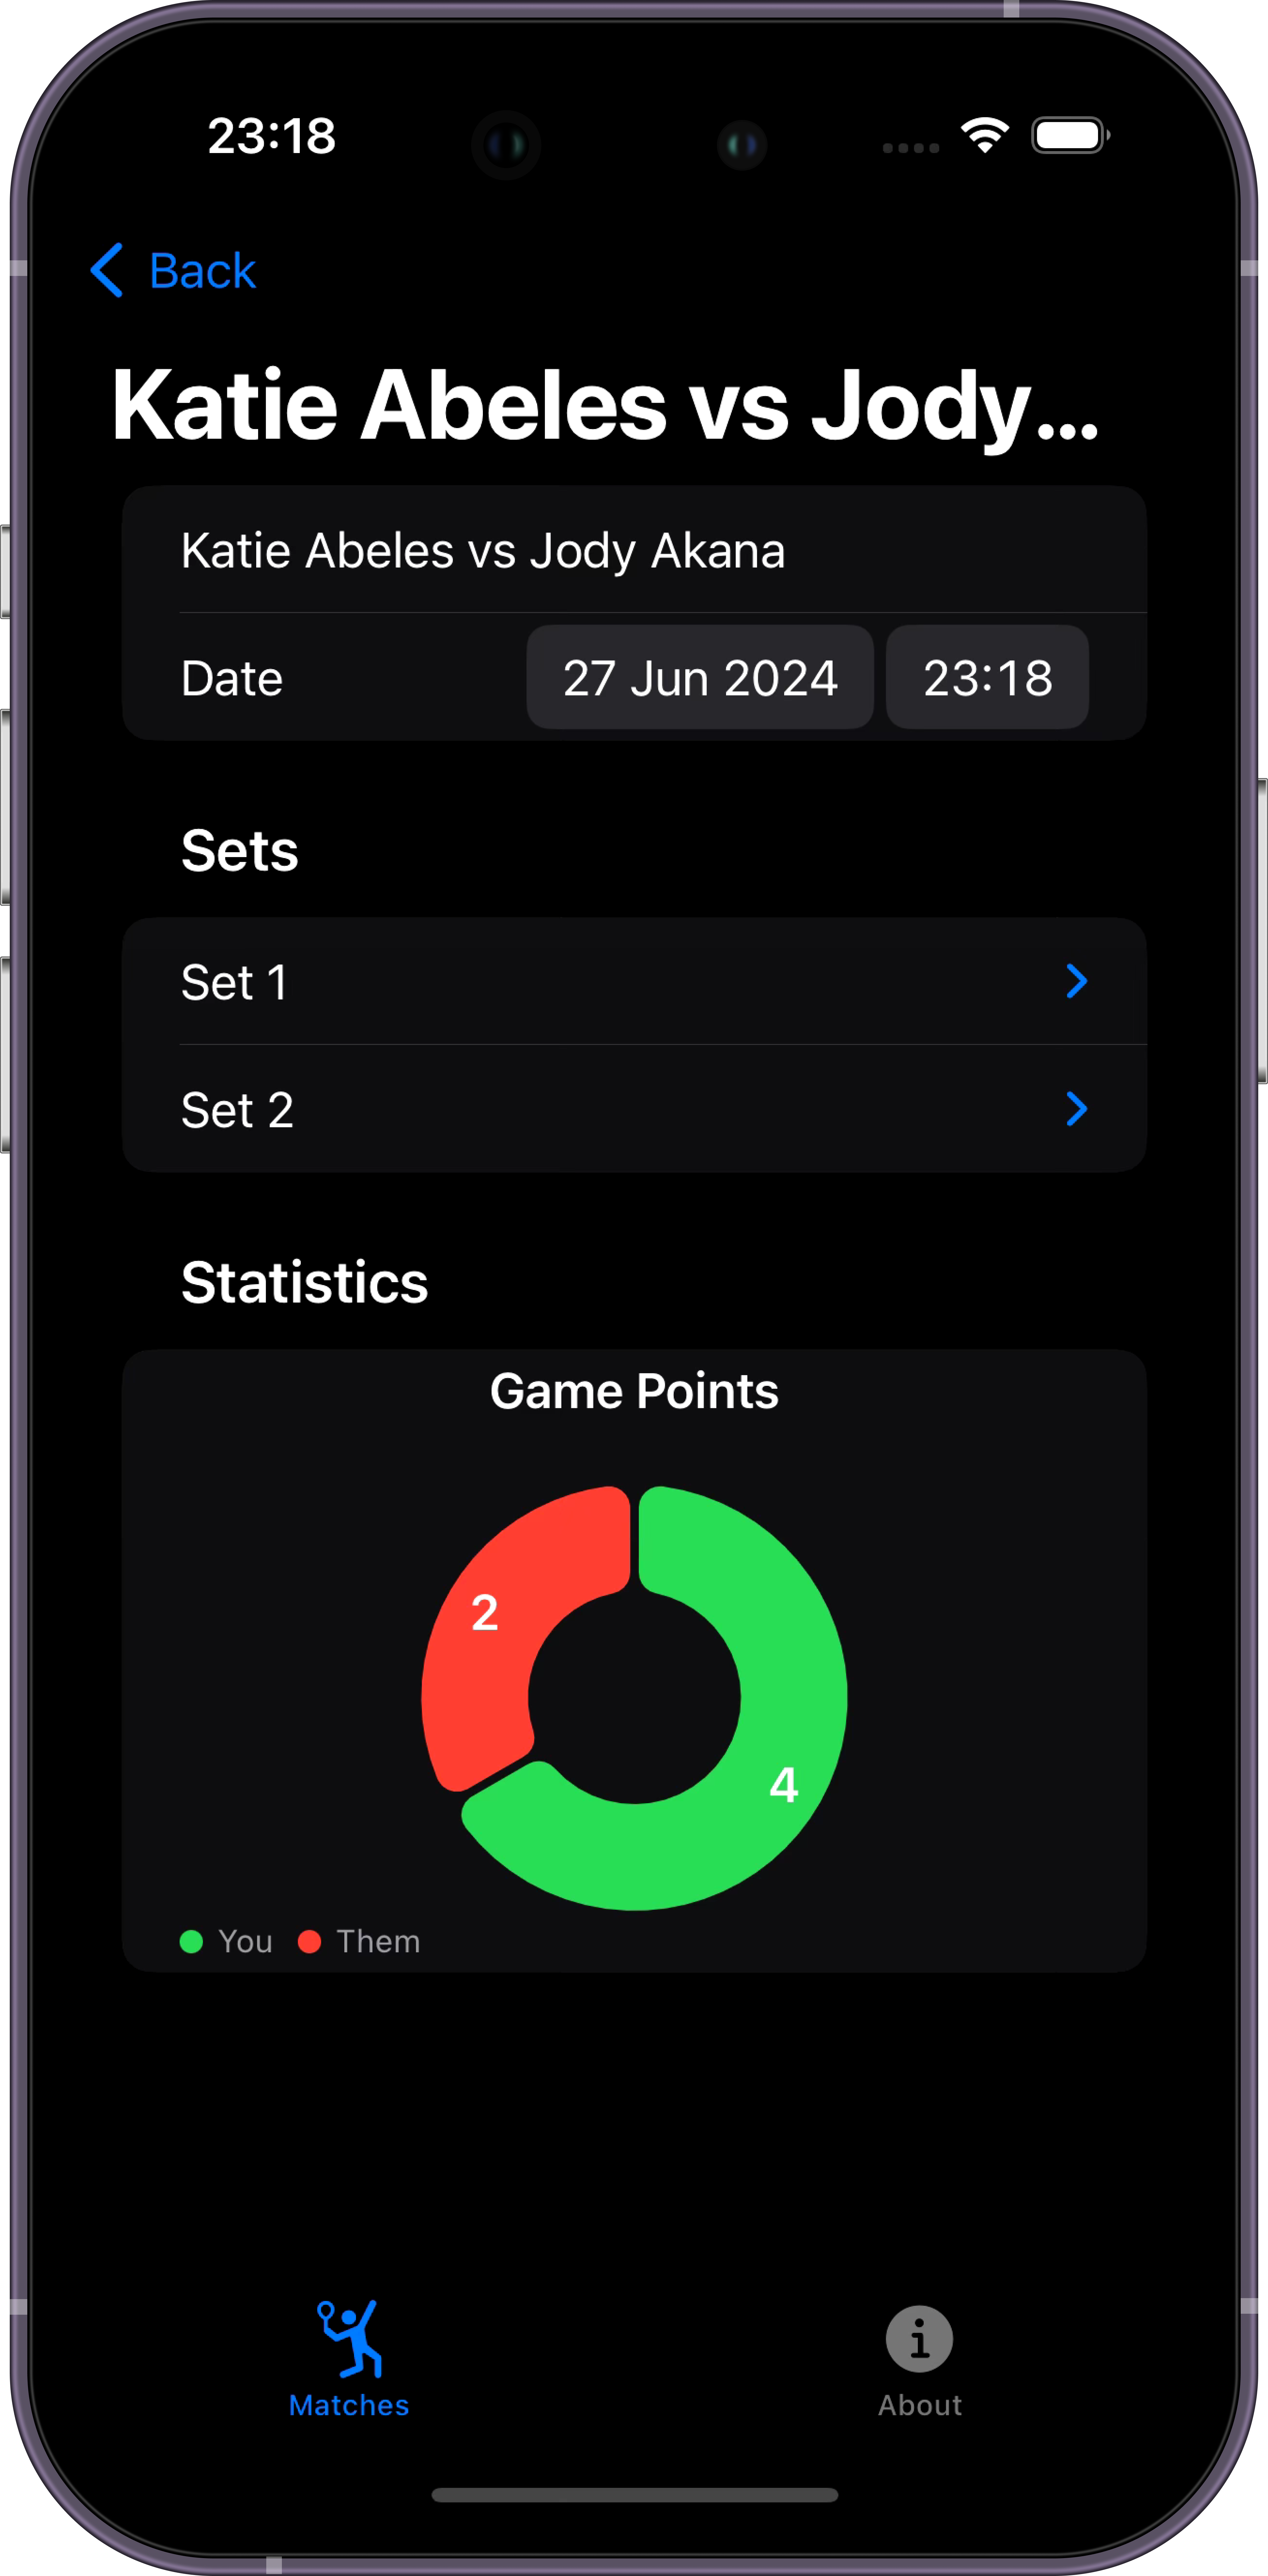 23:18
Back
Katie Abeles vs Jody...
Katie Abeles vs Jody Akana
Date 27 Jun 2024 23:18
Sets
Set 1
Set 2
Statistics
Game Points
2
4
You Them
Matches About